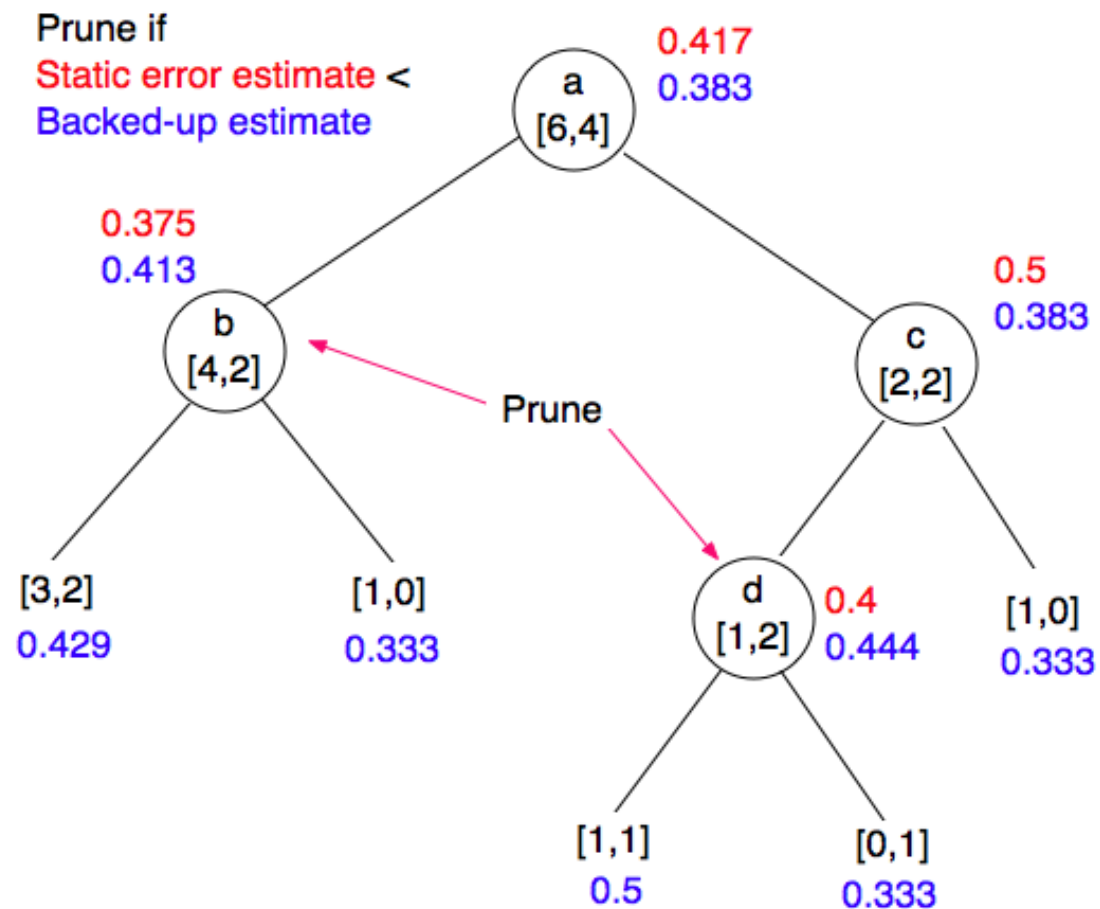 Prune if
Static error estimate <
Backed-up estimate
0.417
0.383
a
[6,4]
0.375
0.413
b
[4,2]
0.5
0.383
c
[2,2]
Prune
[3,2]
0.429
[1,0]
0.333
d
[1,2]
0.4
0.444
[1,0]
0.333
[1,1]
0.5
[0,1]
0.333